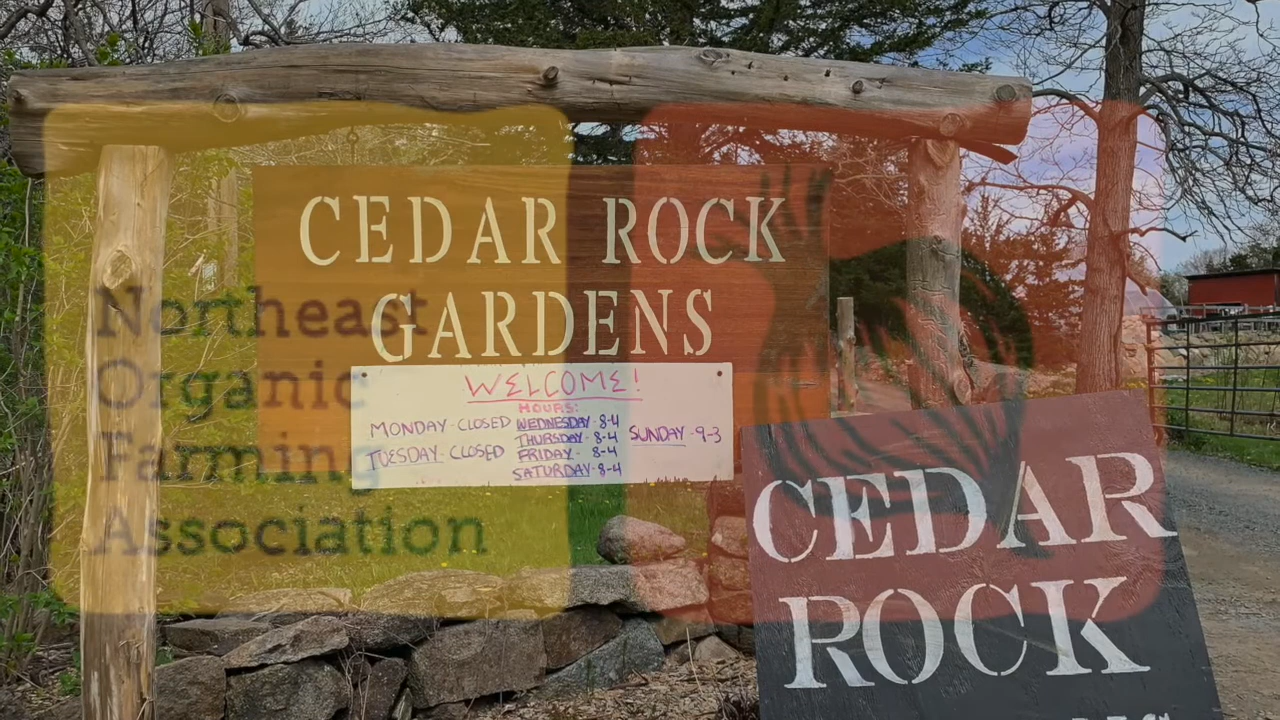 CEDAR ROCK
GARDENS
WELCOME!
HOURS:
MONDAY - CLOSED
TUESDAY - CLOSED
WEDNESDAY - 8-4
THURSDAY - 8-4
FRIDAY - 8-4
SATURDAY - 8-4
SUNDAY - 9-3
Northeast
Organic
Farming
Association
CEDAR
ROCK